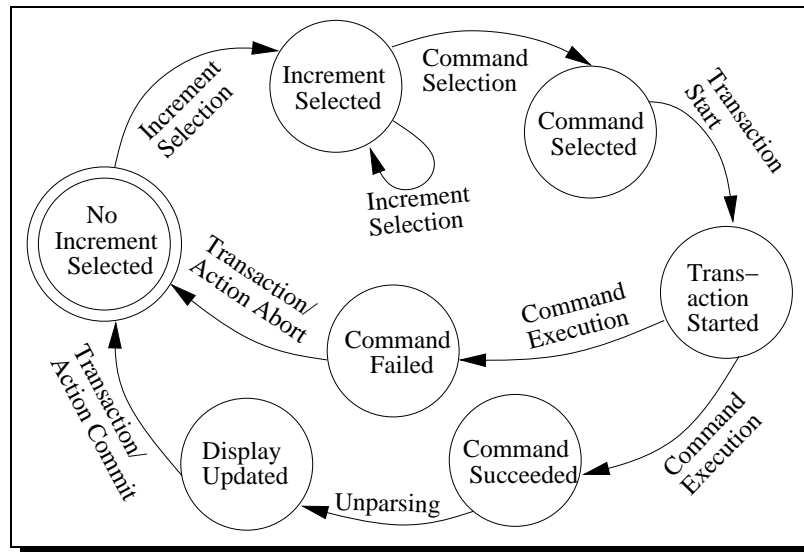 Increment
Selected
Command
Selection
Transaction
Start
Command
Selected
Increment
Selection
Increment
Selection
No
Increment
Selected
Transaction/
Action Abort
Command
Failed
Command
Execution
Trans–
action
Started
Transaction/
Action Commit
Display
Updated
Unparsing
Command
Succeeded
Command
Execution